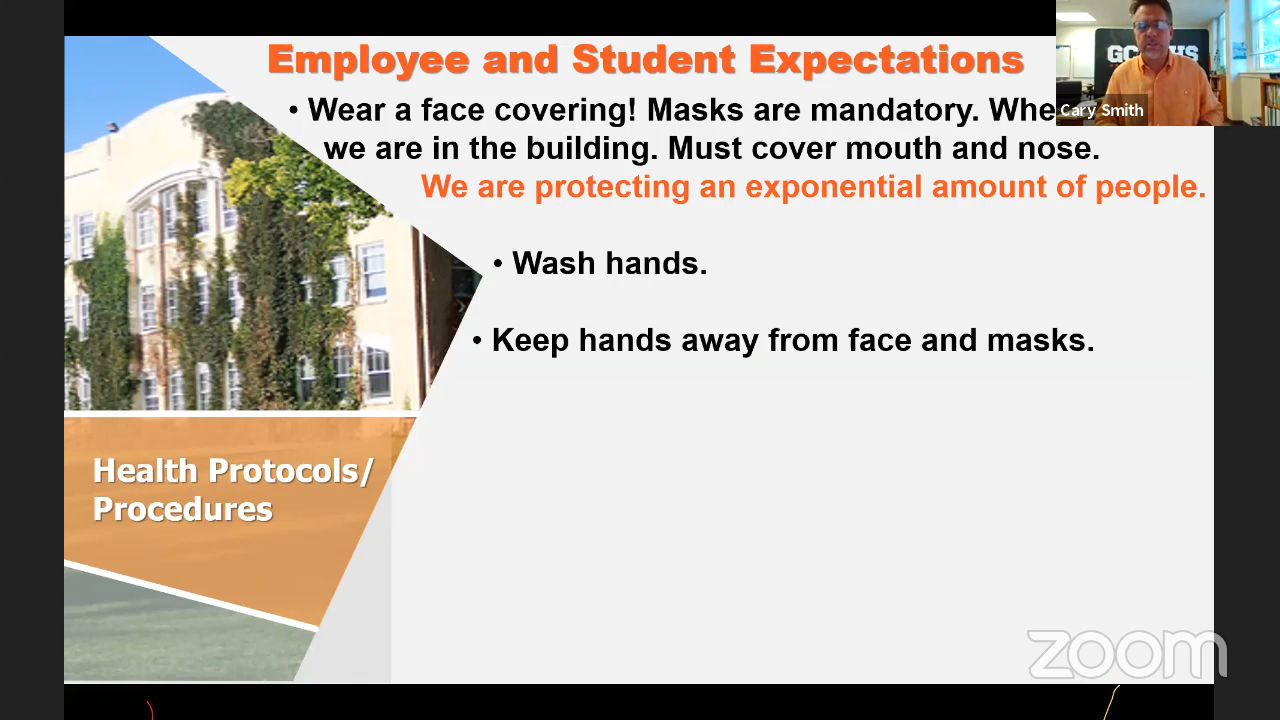 Employee and Student Expectations
• Wear a face covering! Masks are mandatory.
Cary Smith
we are in the building. Must cover mouth and nose.
We are protecting an exponential amount of people.
• Wash hands.
• Keep hands away from face and masks.
Health Protocols/
Procedures
zoom